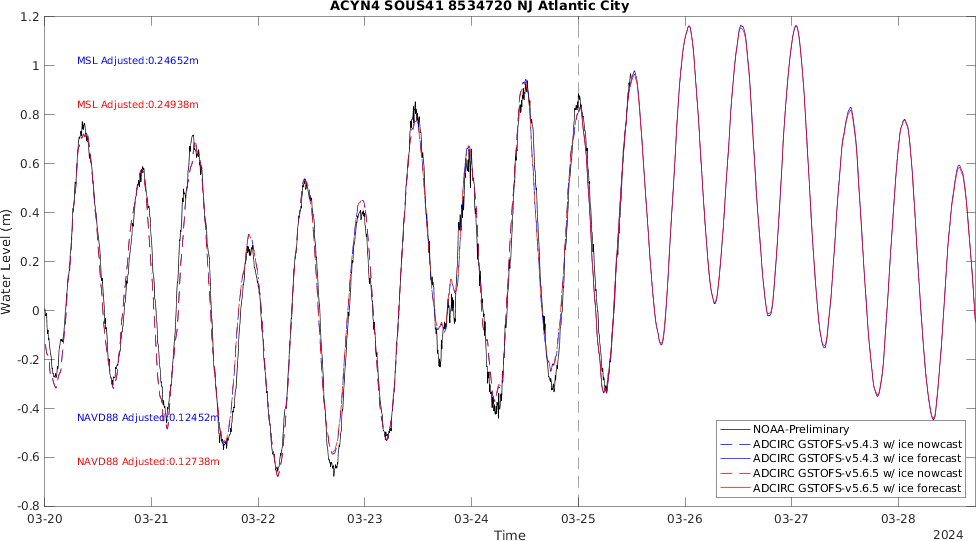 ACYN4 SOUS41 8534720 NJ Atlantic City
1.2
1
0.8
0.6
0.4
0.2
0
-0.2
-0.4
-0.6
-0.8
Water Level (m)
MSL Adjusted:0.24652m
MSL Adjusted:0.24938m
NAVD88 Adjusted:0.12452m
NAVD88 Adjusted:0.12738m
NOAA-Preliminary
ADCIRC GSTOFS-v5.4.3 w/ ice nowcast
ADCIRC GSTOFS-v5.4.3 w/ ice forecast
ADCIRC GSTOFS-v5.6.5 w/ ice nowcast
ADCIRC GSTOFS-v5.6.5 w/ ice forecast
03-20 03-21 03-22 03-23 03-24 03-25 03-26 03-27 03-28
Time
2024